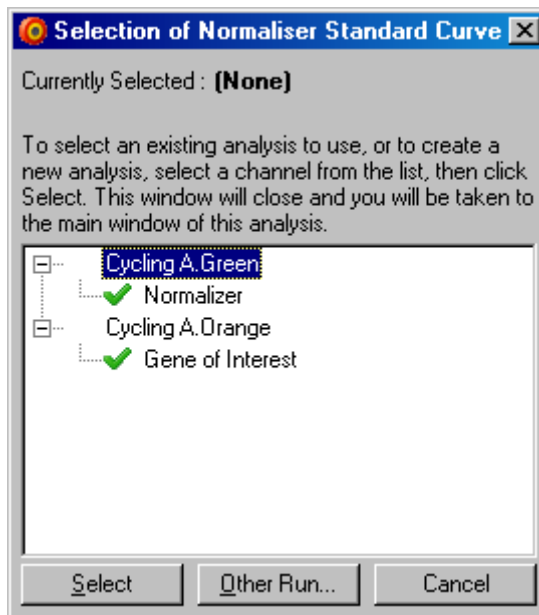 Selection of Normaliser Standard Curve
Currently Selected : (None)
To select an existing analysis to use, or to create a
new analysis, select a channel from the list, then click
Select. This window will close and you will be taken to
the main window of this analysis.
Cycling A.Green
Normalizer
Cycling A.Orange
Gene of Interest
Select Other Run... Cancel